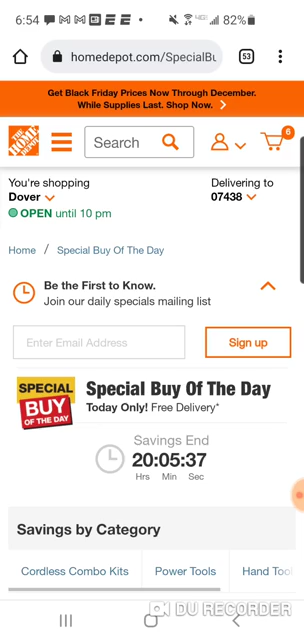 6:54
82%
homedepot.com/SpecialBu
53
Get Black Friday Prices Now Through December.
While Supplies Last. Shop Now.
THE HOME DEPOT
Search
6
You're shopping
Dover
OPEN until 10 pm
Delivering to
07438
Home / Special Buy Of The Day
Be the First to Know.
Join our daily specials mailing list
Enter Email Address
Sign up
SPECIAL
BUY
OF THE DAY
Special Buy Of The Day
Today Only! Free Delivery*
Savings End
20:05:37
Hrs Min Sec
Savings by Category
Cordless Combo Kits
Power Tools
Hand Tool
DU RECORDER